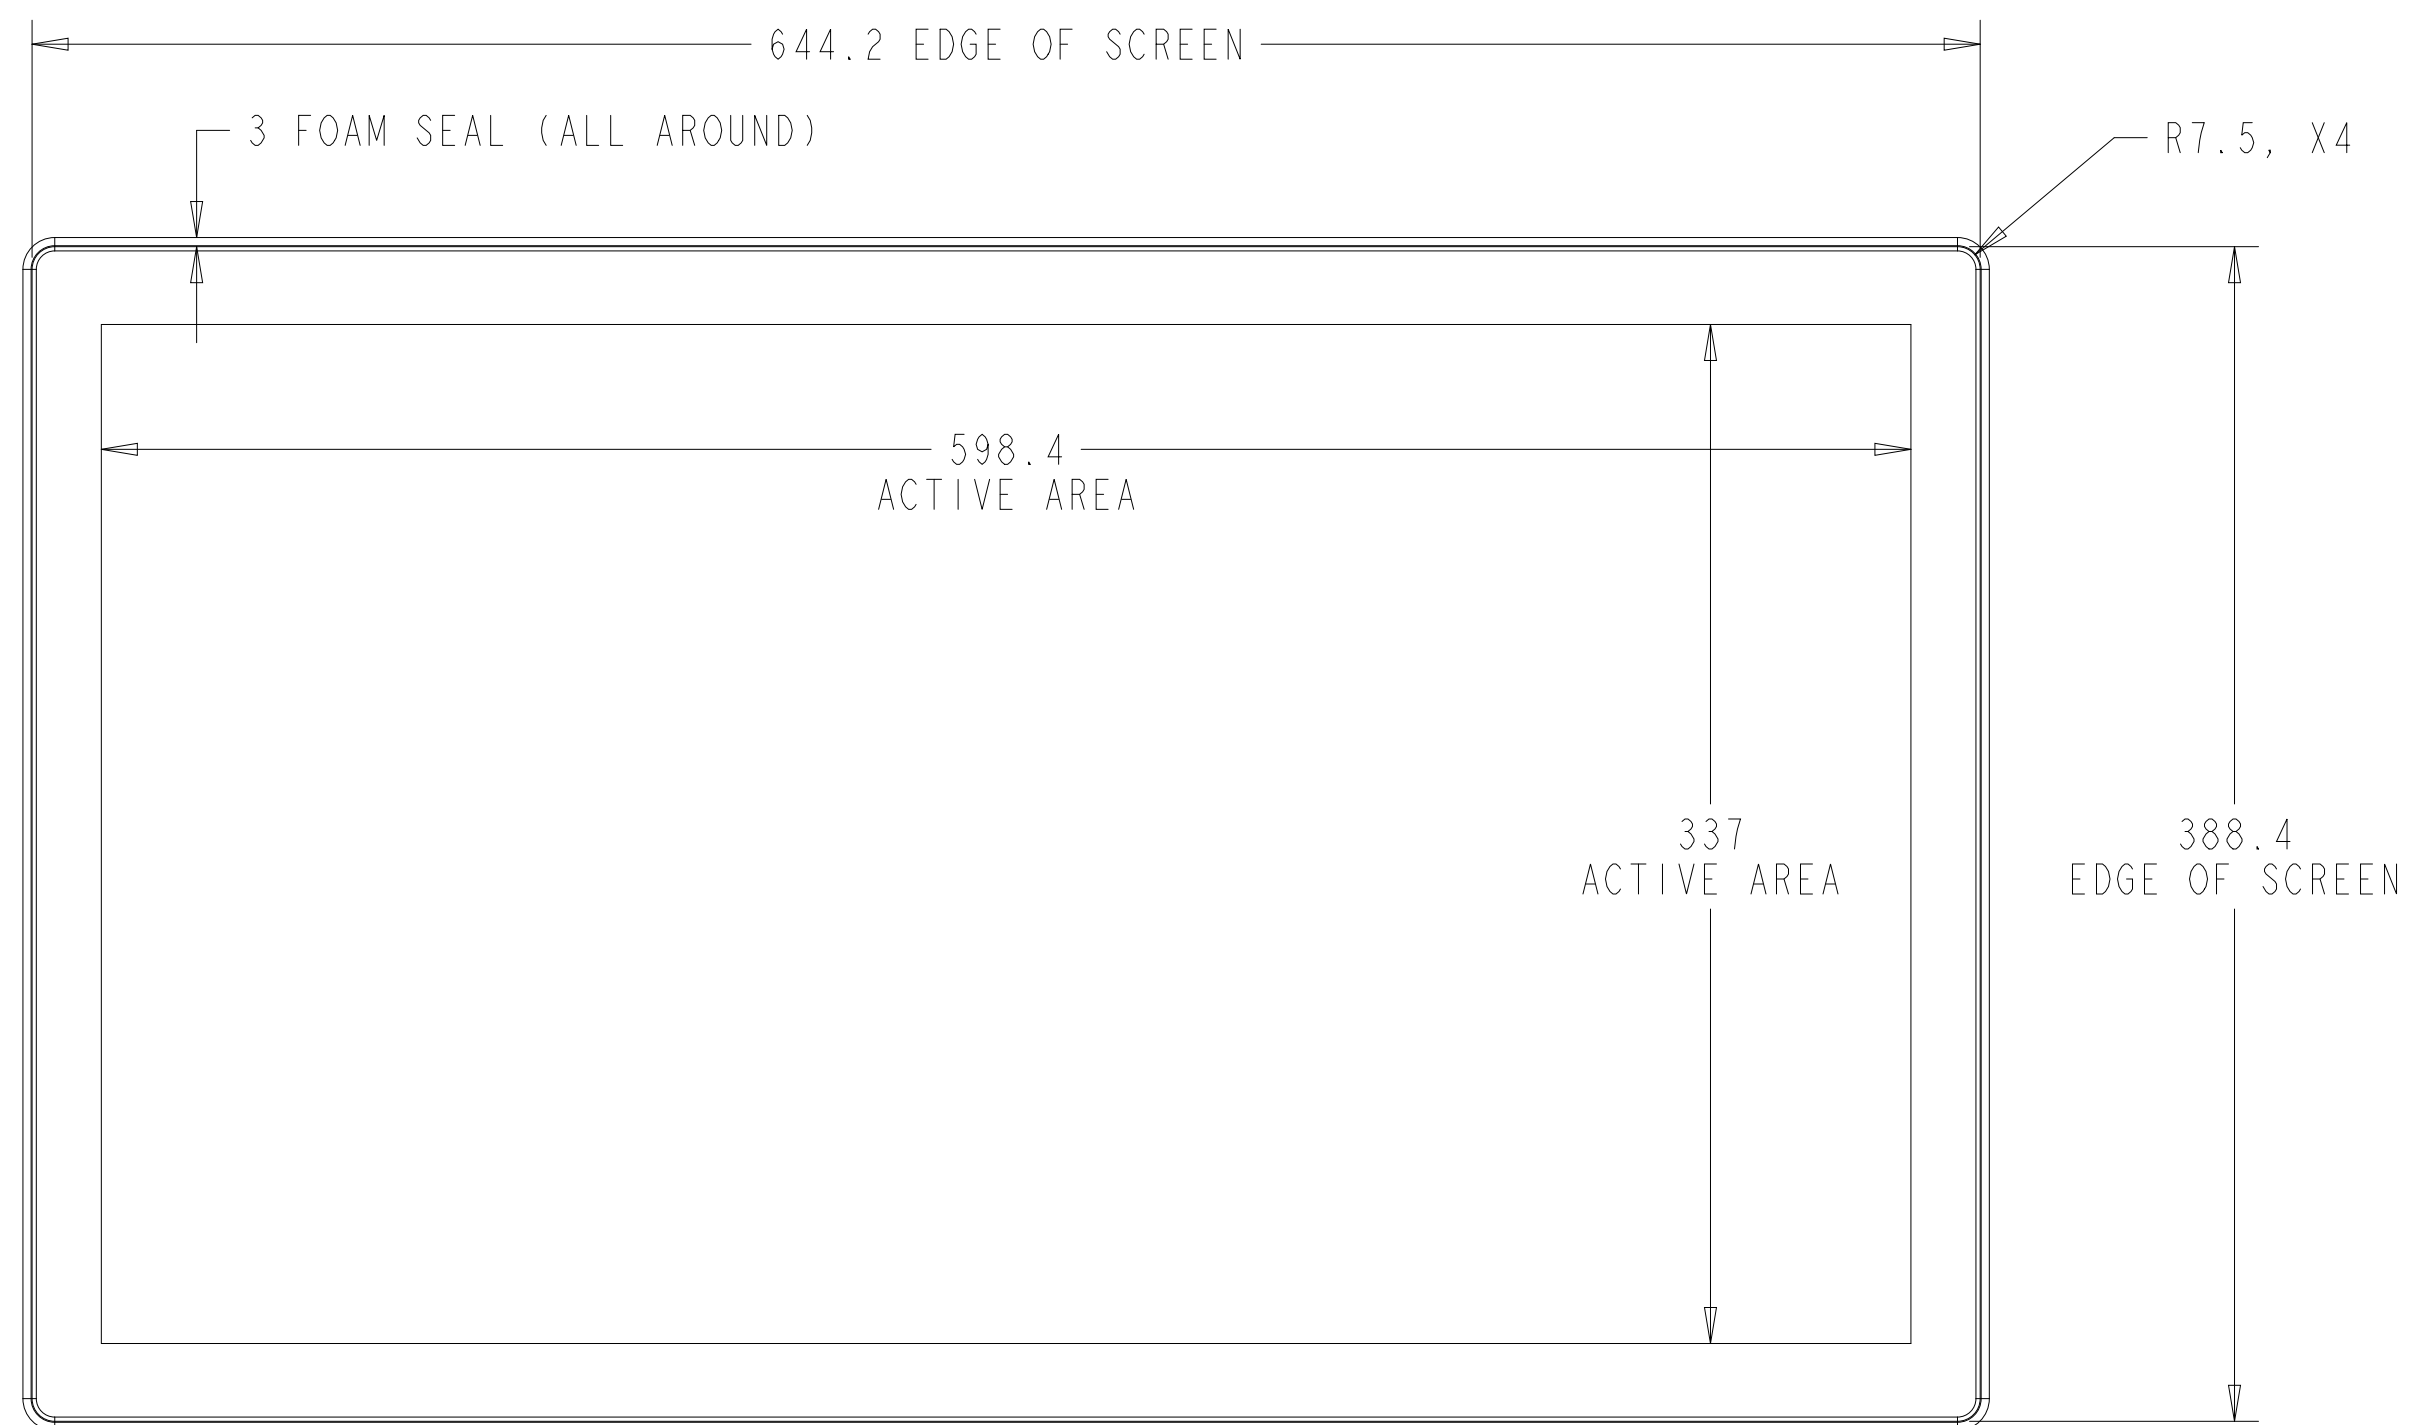 644.2 EDGE OF SCREEN
3 FOAM SEAL (ALL AROUND)
R7.5, X4
598.4
ACTIVE AREA
337
ACTIVE AREA
388.4
EDGE OF SCREEN